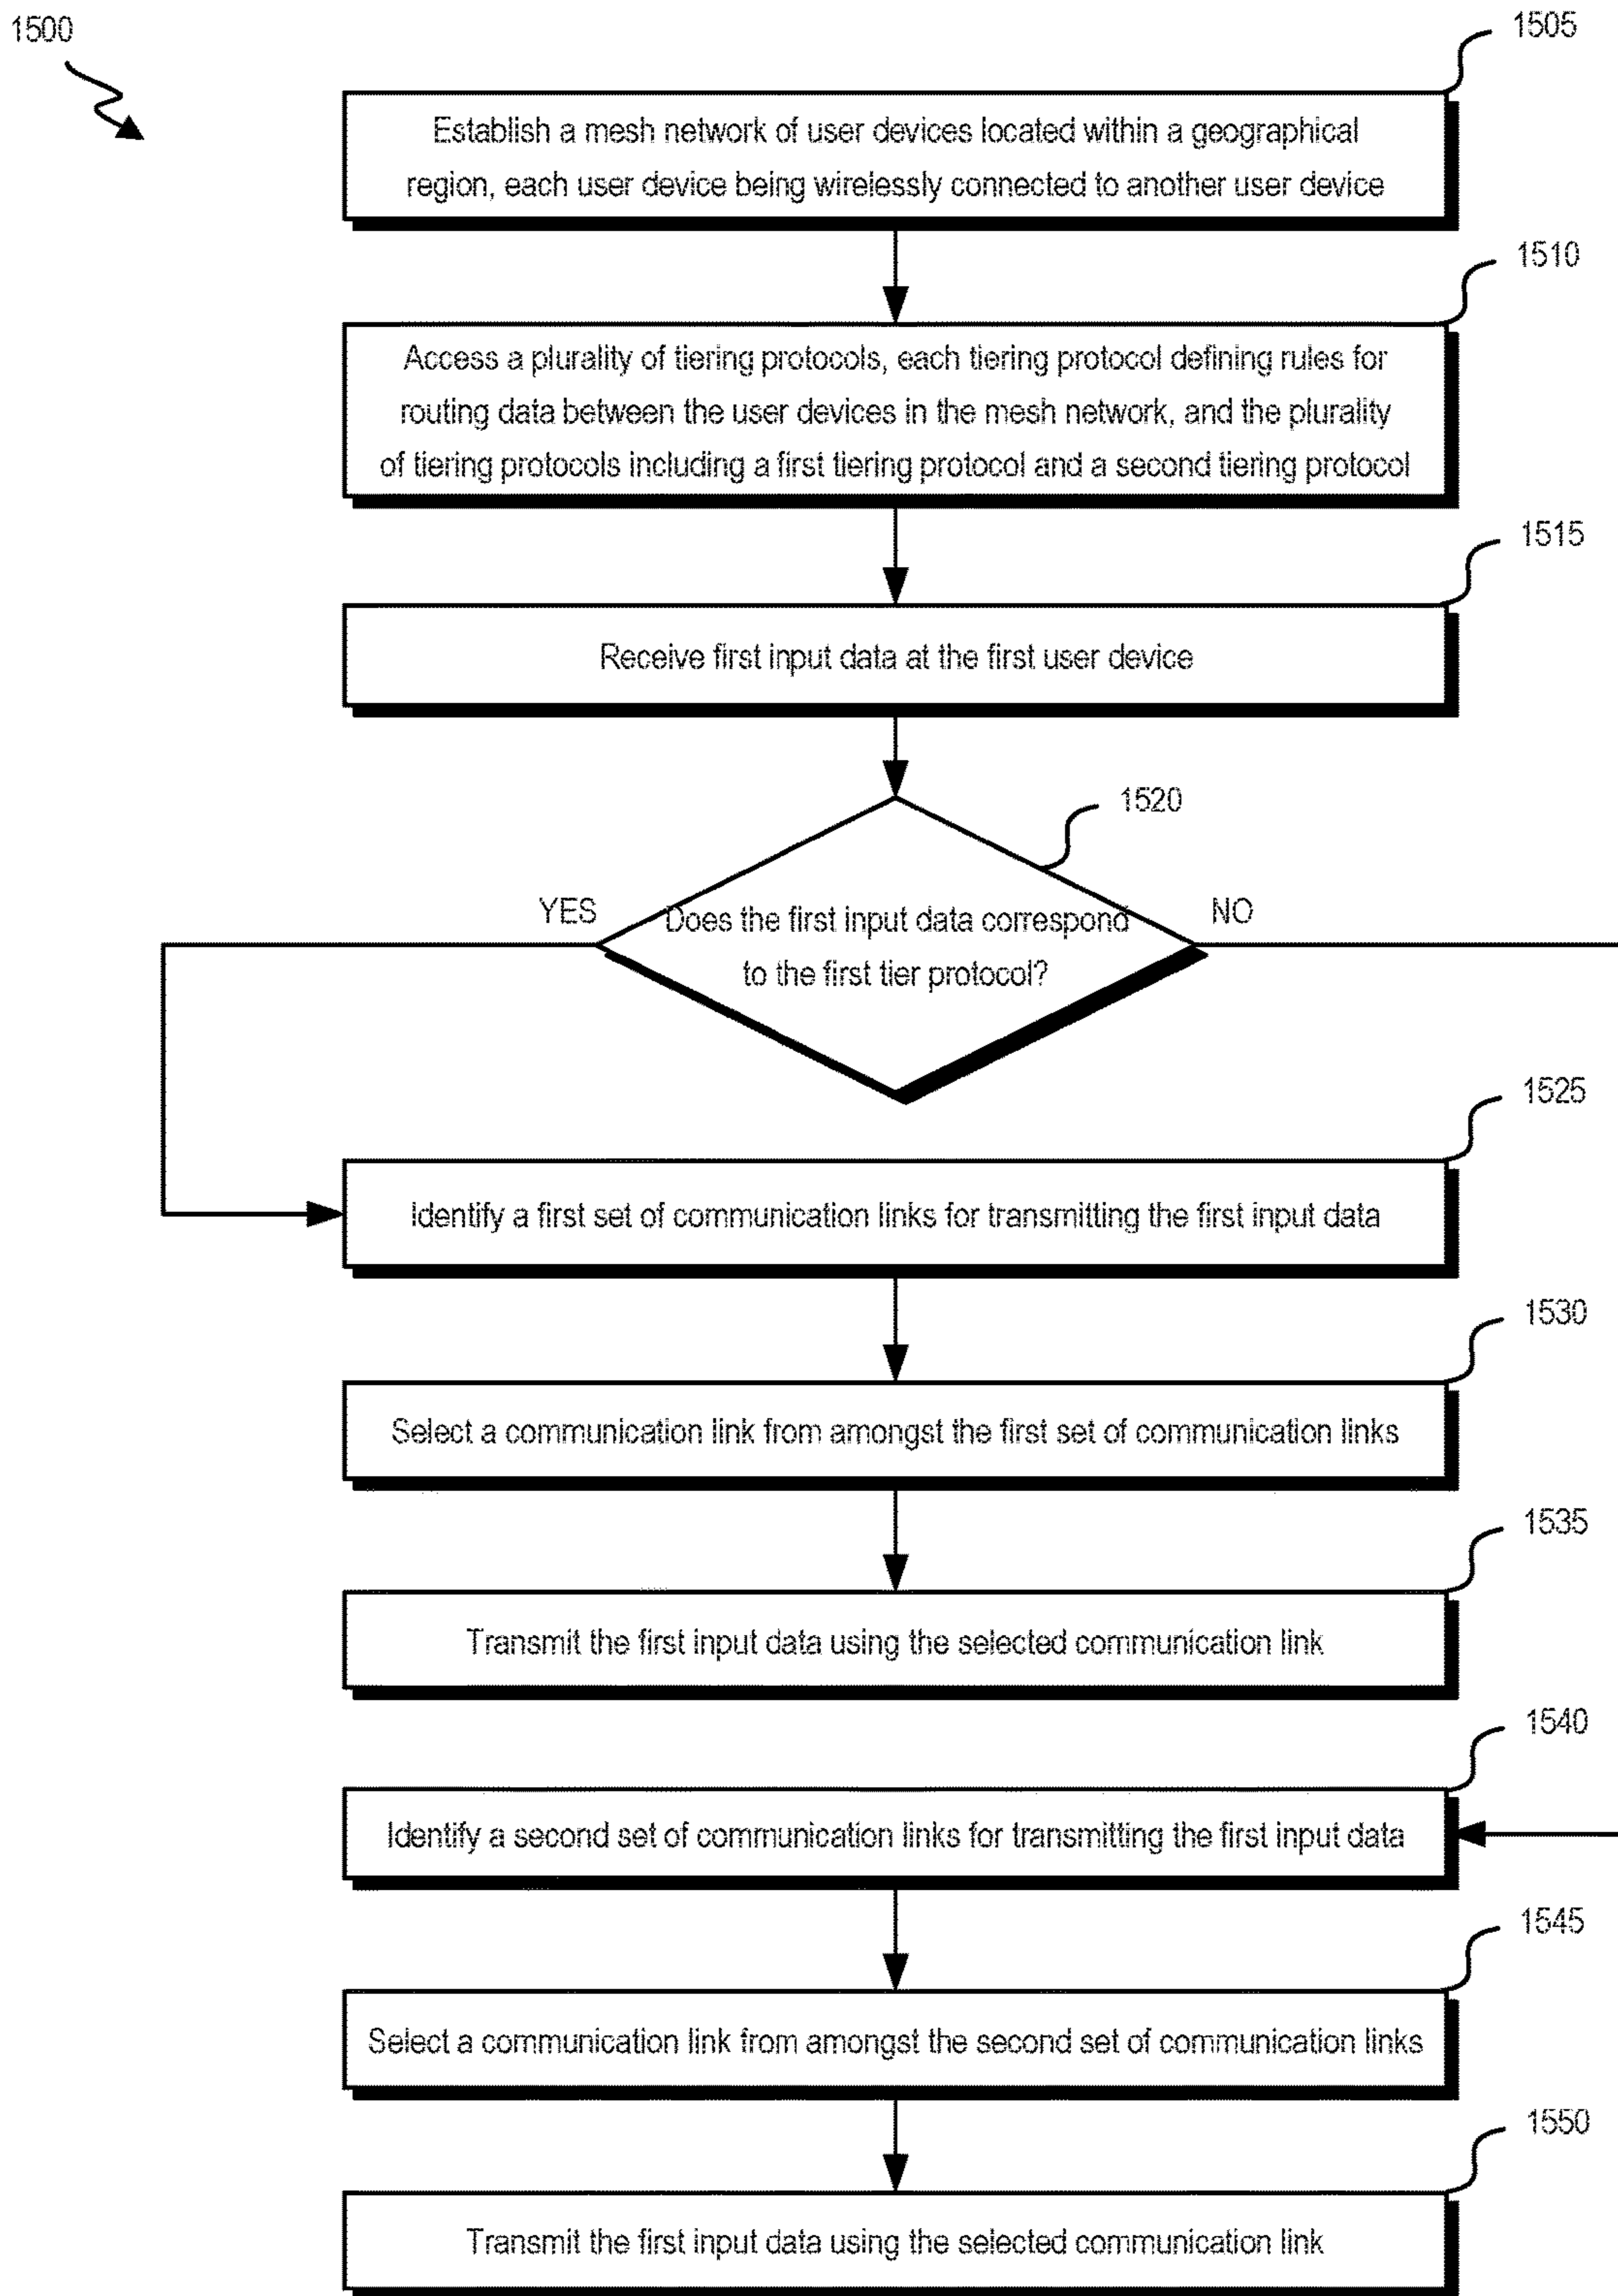 1500
1505
Establish a mesh network of user devices located within a geographical
region, each user device being wirelessly connected to another user device
1510
Access a plurality of tiering protocols, each tiering protocol defining rules for
routing data between the user devices in the mesh network, and the plurality
of tiering protocols including a first tiering protocol and a second tiering protocol
1515
Receive first input data at the first user device
1520
YES
NO
Does the first input data correspond
to the first tier protocol?
1525
Identify a first set of communication links for transmitting the first input data
1530
Select a communication link from amongst the first set of communication links
1535
Transmit the first input data using the selected communication link
1540
Identify a second set of communication links for transmitting the first input data
1545
Select a communication link from amongst the second set of communication links
1550
Transmit the first input data using the selected communication link